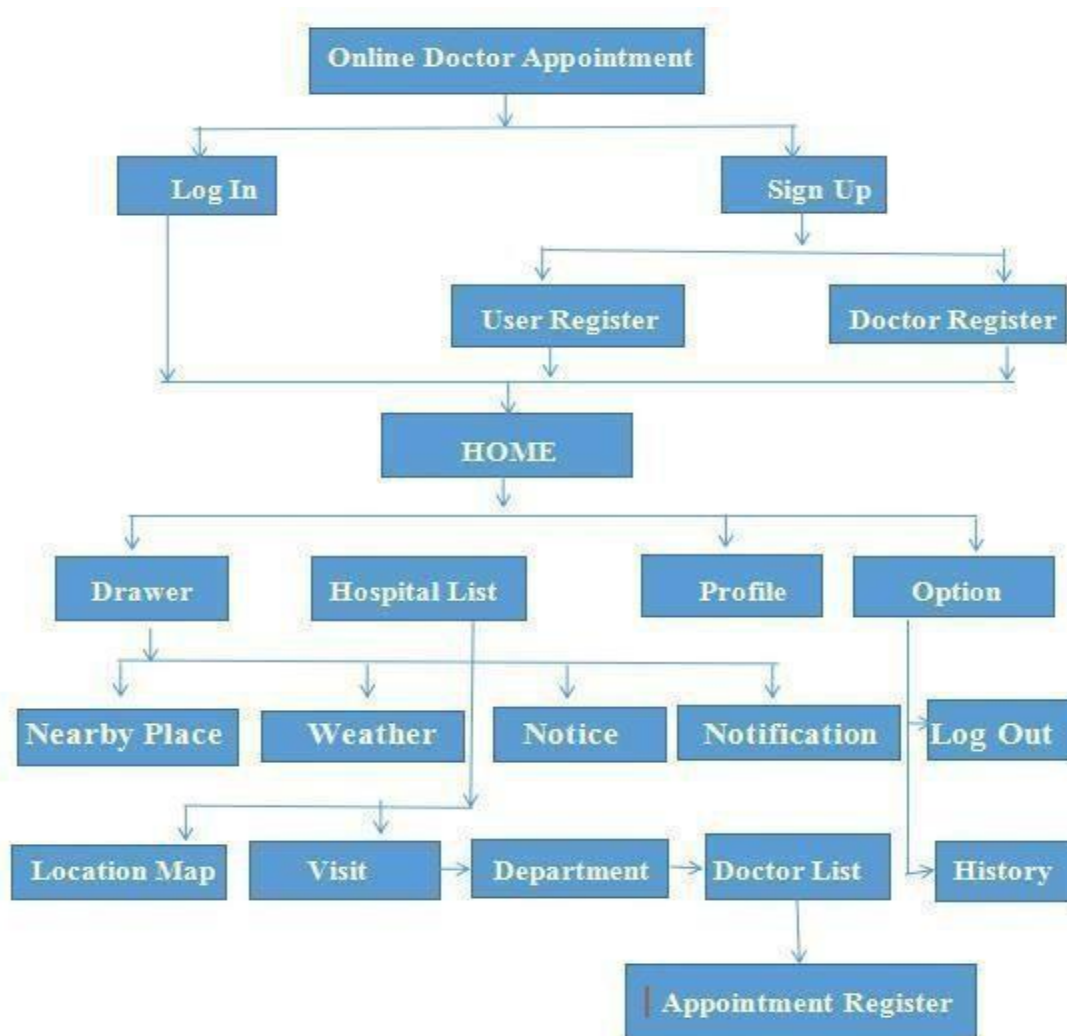 Online Doctor Appointment
Log In
Sign Up
User Register
Doctor Register
HOME
Drawer
Hospital List
Profile
Option
Nearby Place
Weather
Notice
Notification
Log Out
Location Map
Visit
Department
Doctor List
History
Appointment Register